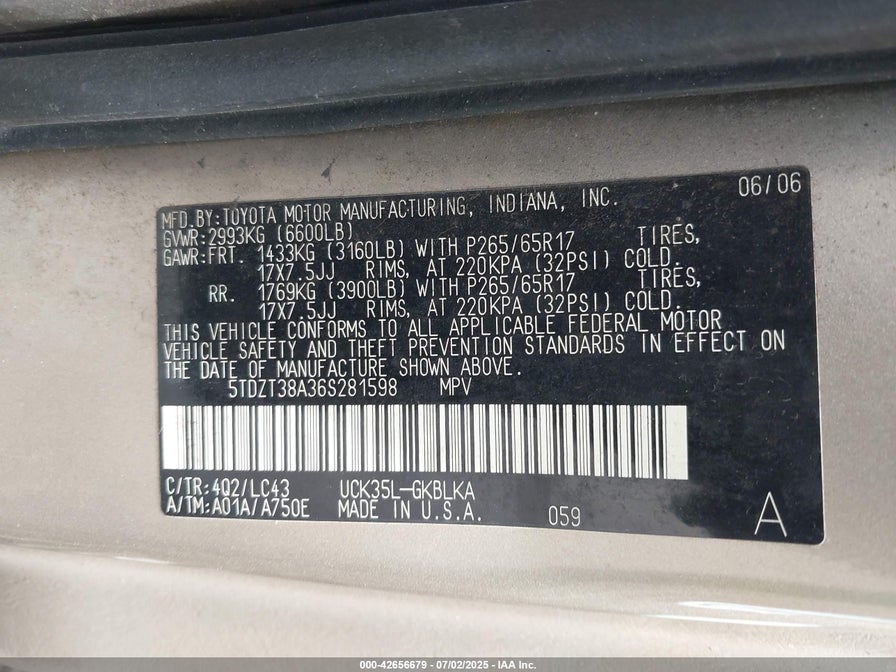 06/06
MFD.BY:TOYOTA MOTOR MANUFACTURING, INDIANA, INC.
GVWR:2993KG (6600LB)
GAWR:FRT. 1433KG (3160LB) WITH P265/65R17 TIRES,
17X7.5JJ RIMS, AT 220KPA (32PSI) COLD.
RR. 1769KG (3900LB) WITH P265/65R17 TIRES,
17X7.5JJ RIMS, AT 220KPA (32PSI) COLD.
THIS VEHICLE CONFORMS TO ALL APPLICABLE FEDERAL MOTOR
VEHICLE SAFETY AND THEFT PREVENTION STANDARDS IN EFFECT ON
THE DATE OF MANUFACTURE SHOWN ABOVE.
5TDZT38A36S281598 MPV
C/TR:4Q2/LC43 UCK35L-GKBLKA
A/TM:A01A/A750E MADE IN U.S.A. 059 A
000-42656679 - 07/02/2025 - IAA Inc.